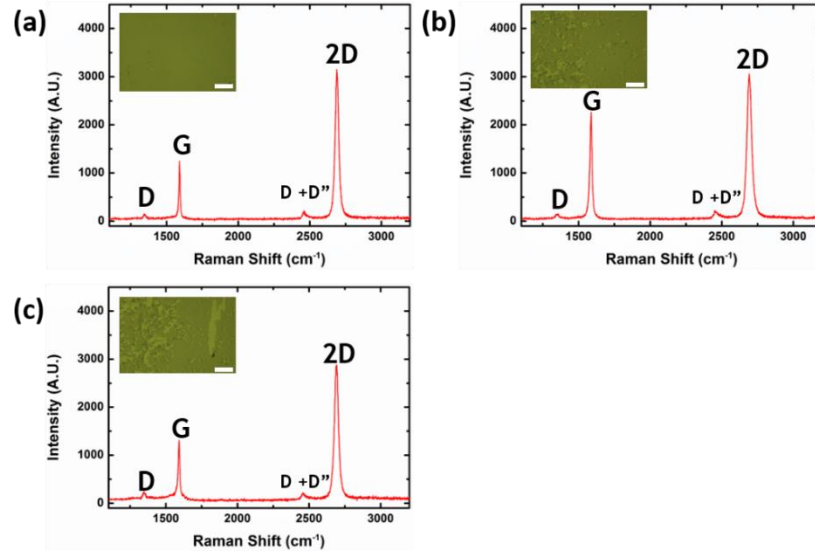 (a)
4000
3000
2000
1000
0
1500
2000
2500
3000
Intensity (A.U.)
Raman Shift (cm⁻¹)
D
G
D +D”
2D
(b)
4000
3000
2000
1000
0
1500
2000
2500
3000
Intensity (A.U.)
Raman Shift (cm⁻¹)
D
G
D +D”
2D
(c)
4000
3000
2000
1000
0
1500
2000
2500
3000
Intensity (A.U.)
Raman Shift (cm⁻¹)
D
G
D +D”
2D